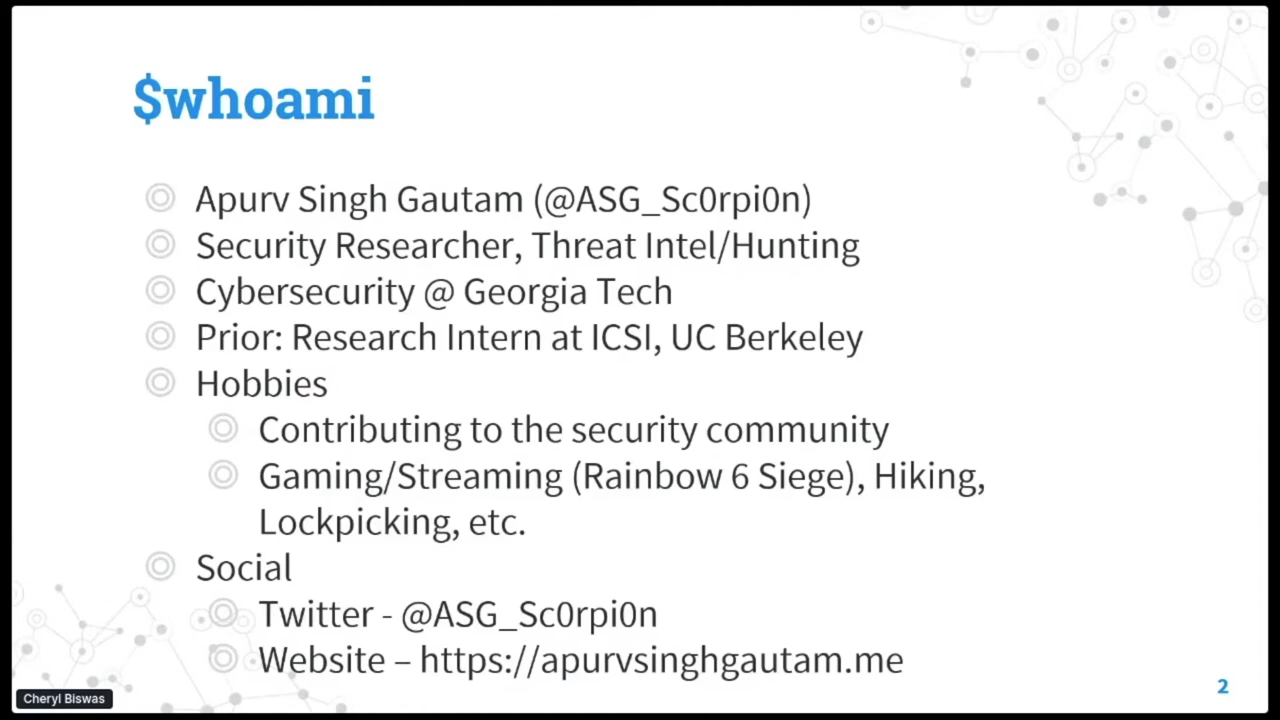 $whoami
Apurv Singh Gautam (@ASG_Sc0rpi0n)
Security Researcher, Threat Intel/Hunting
Cybersecurity @ Georgia Tech
Prior: Research Intern at ICSI, UC Berkeley
Hobbies
Contributing to the security community
Gaming/Streaming (Rainbow 6 Siege), Hiking,
Lockpicking, etc.
Social
Twitter - @ASG_Sc0rpi0n
Website – https://apurvsinghgautam.me
Cheryl Biswas
2